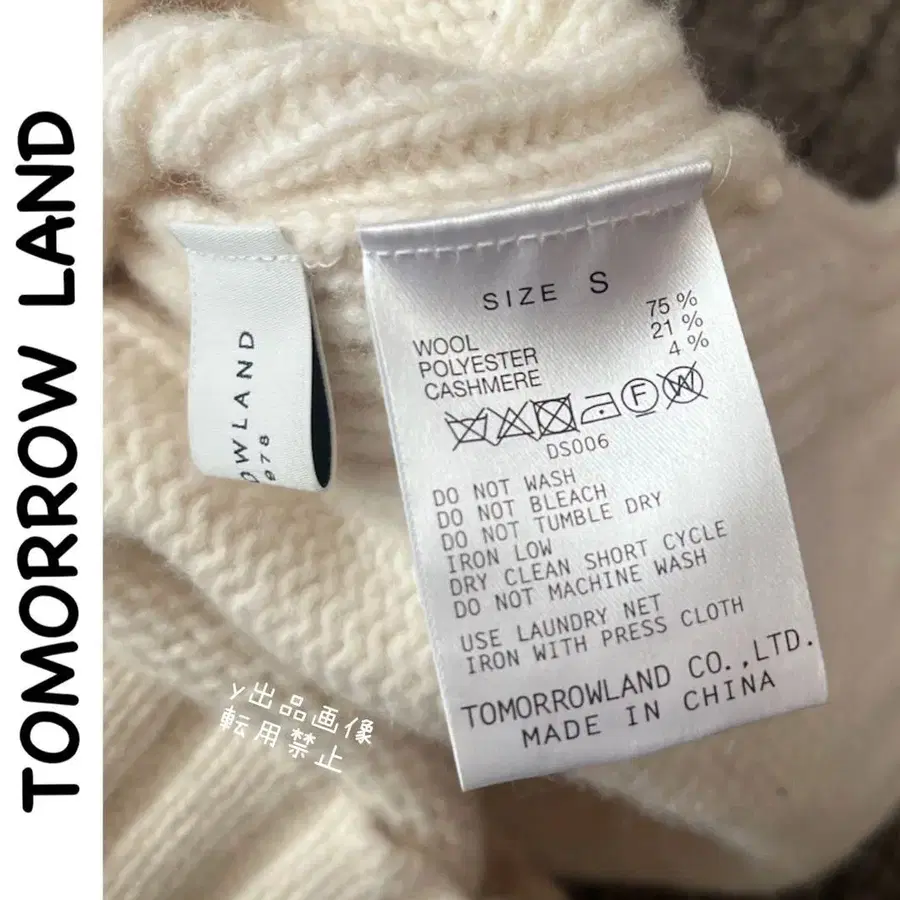 TOMORROW LAND
OWLAND
978
SIZE S
WOOL 75 %
POLYESTER 21 %
CASHMERE 4 %
F W
DS006
DO NOT WASH
DO NOT BLEACH
DO NOT TUMBLE DRY
IRON LOW
DRY CLEAN SHORT CYCLE
DO NOT MACHINE WASH
USE LAUNDRY NET
IRON WITH PRESS CLOTH
TOMORROWLAND CO.,LTD.
MADE IN CHINA
Y出品画像
転用禁止